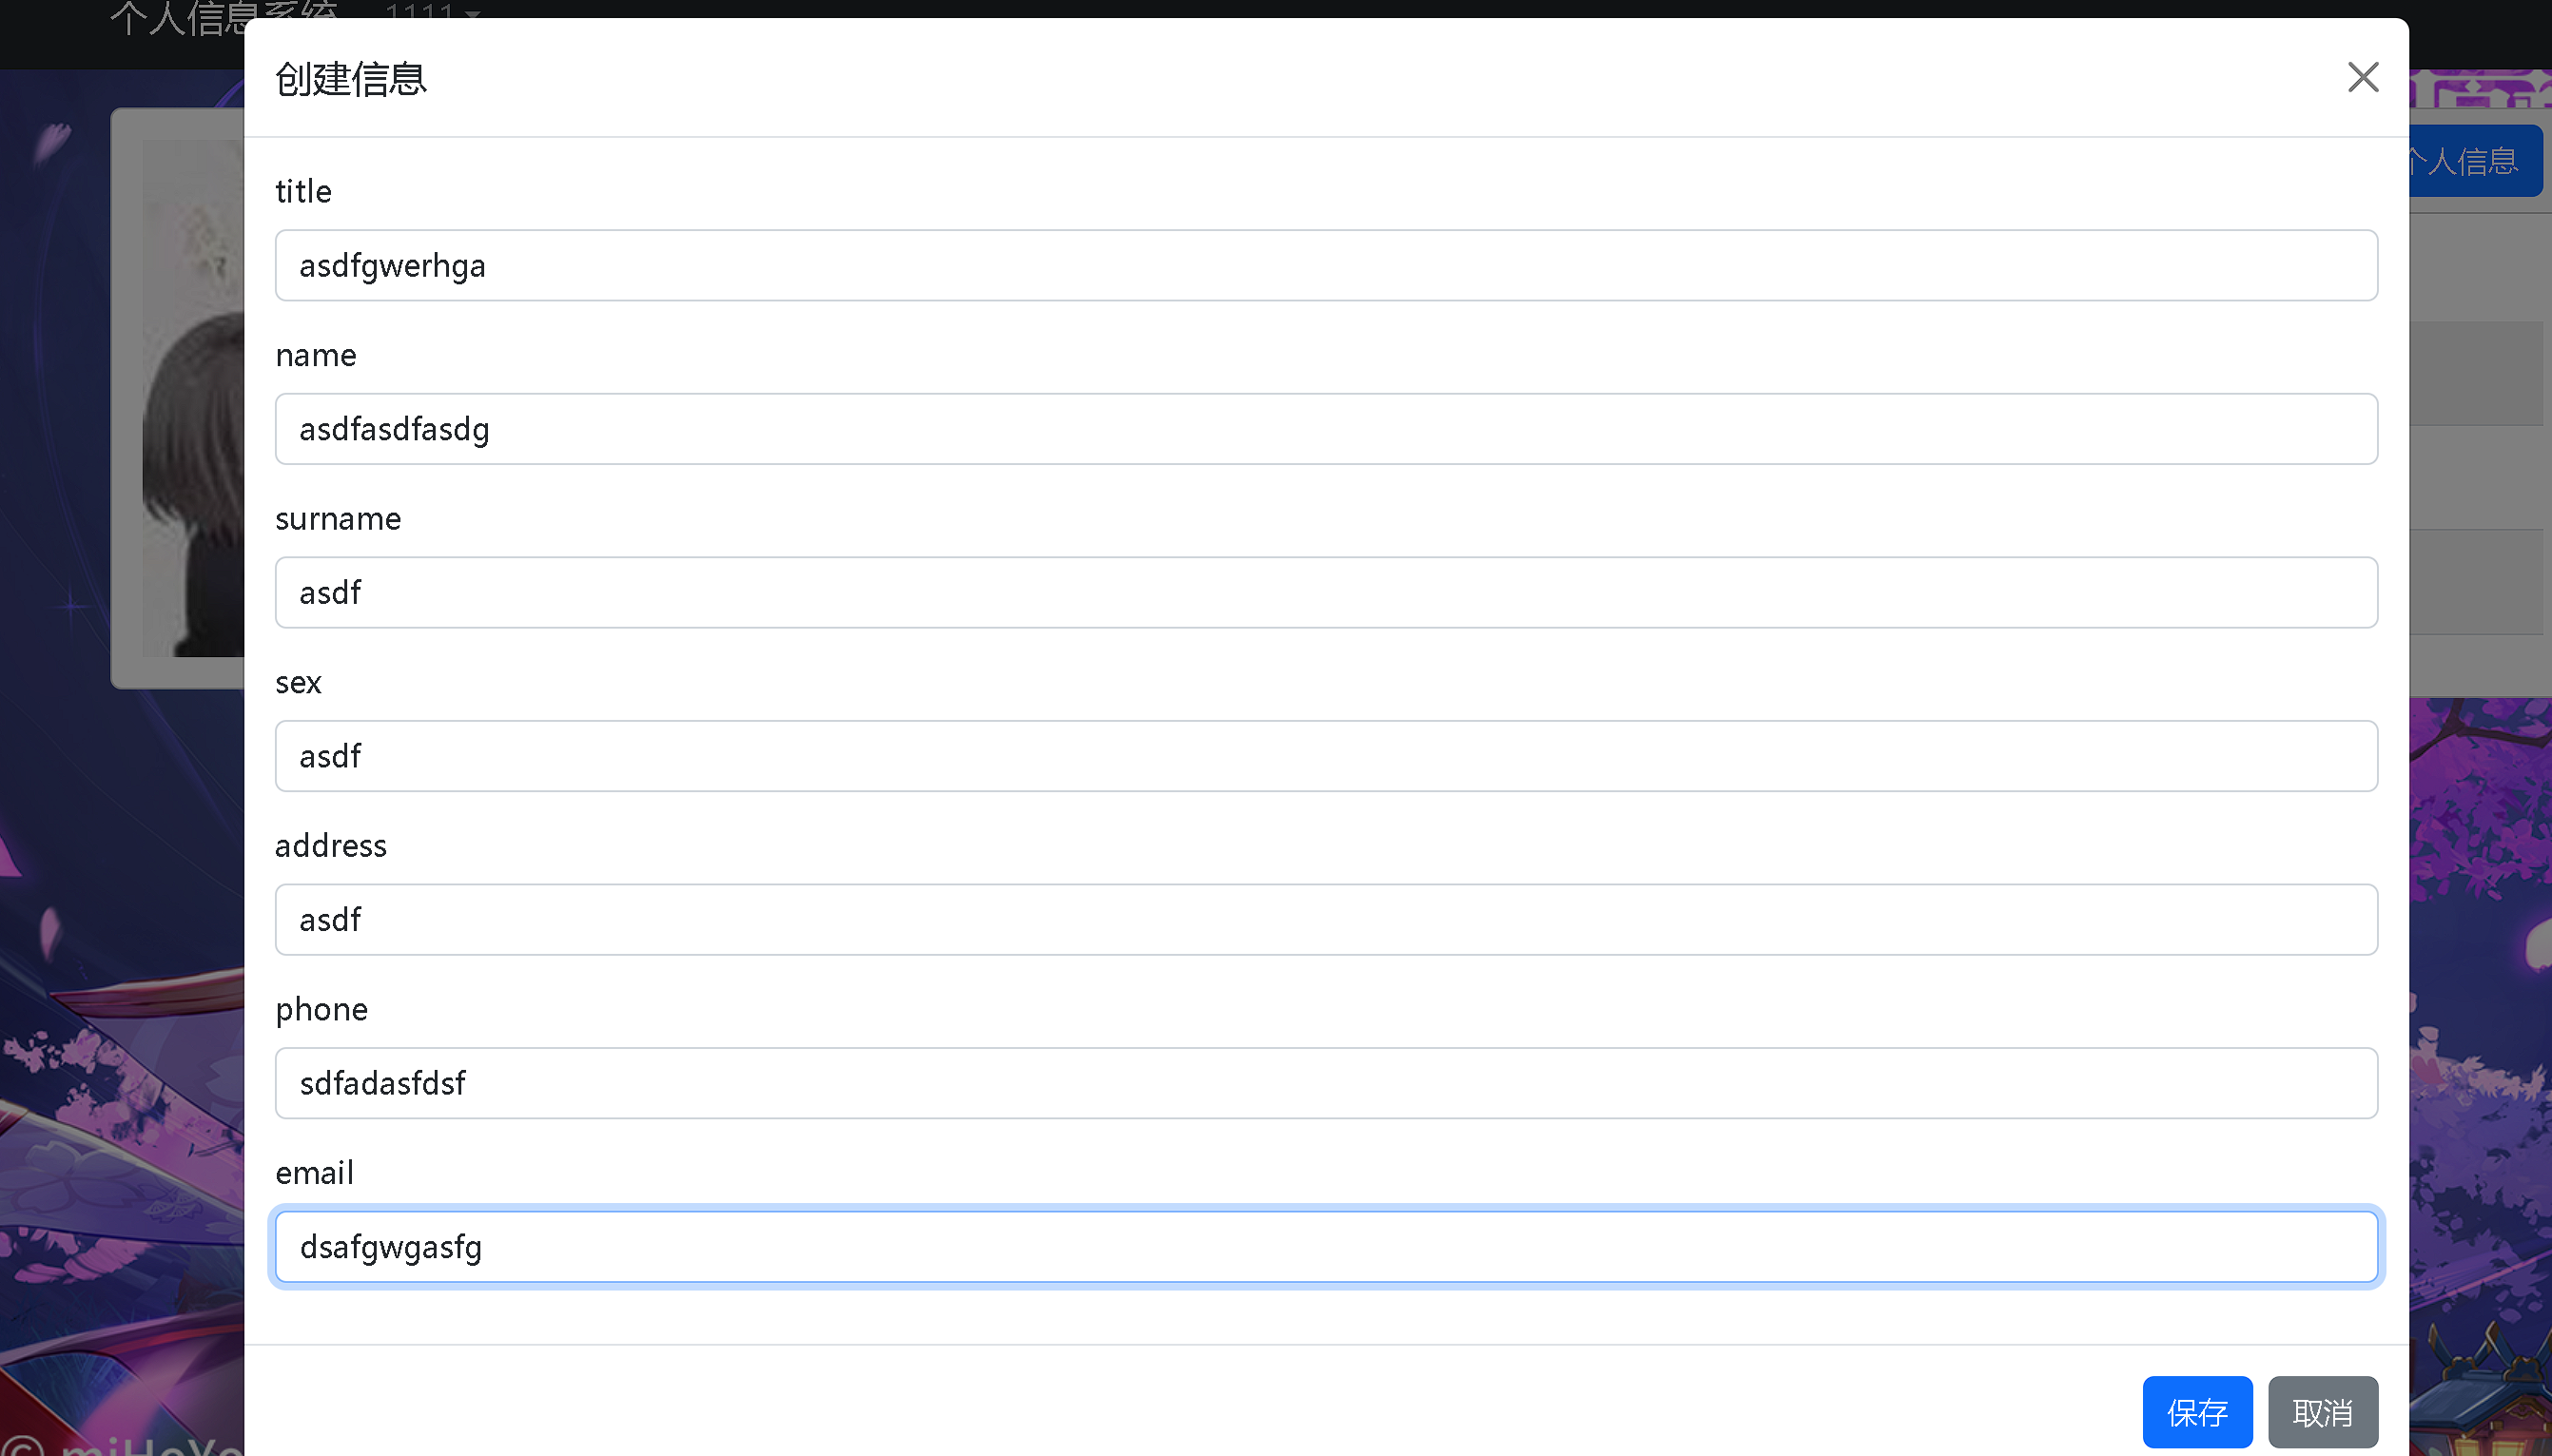 个人信息系统 1111
创建信息
个人信息
title
asdfgwerhga
name
asdfasdfasdg
surname
asdf
sex
asdf
address
asdf
phone
sdfadasfdsf
email
dsafgwgasfg
保存 取消
© miHoYo